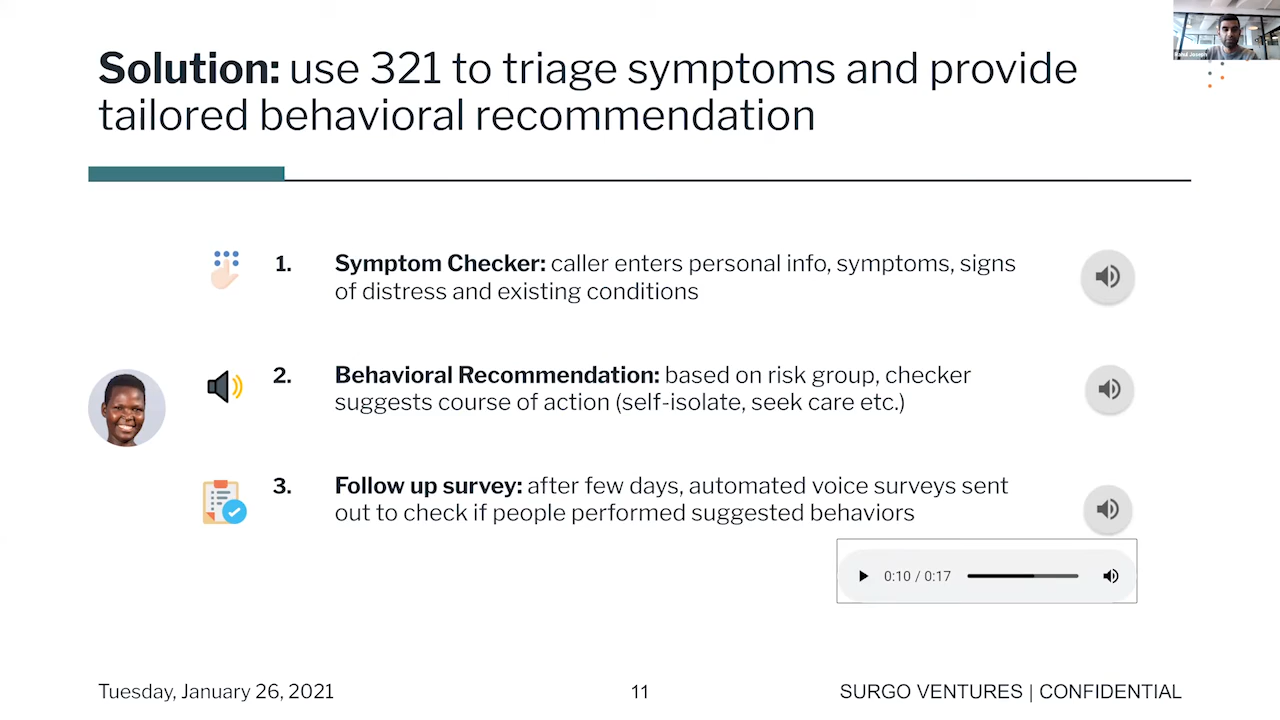 Solution: use 321 to triage symptoms and provide
tailored behavioral recommendation
1. Symptom Checker: caller enters personal info, symptoms, signs
of distress and existing conditions
2. Behavioral Recommendation: based on risk group, checker
suggests course of action (self-isolate, seek care etc.)
3. Follow up survey: after few days, automated voice surveys sent
out to check if people performed suggested behaviors
0:10 / 0:17
Tuesday, January 26, 2021
11
SURGO VENTURES | CONFIDENTIAL